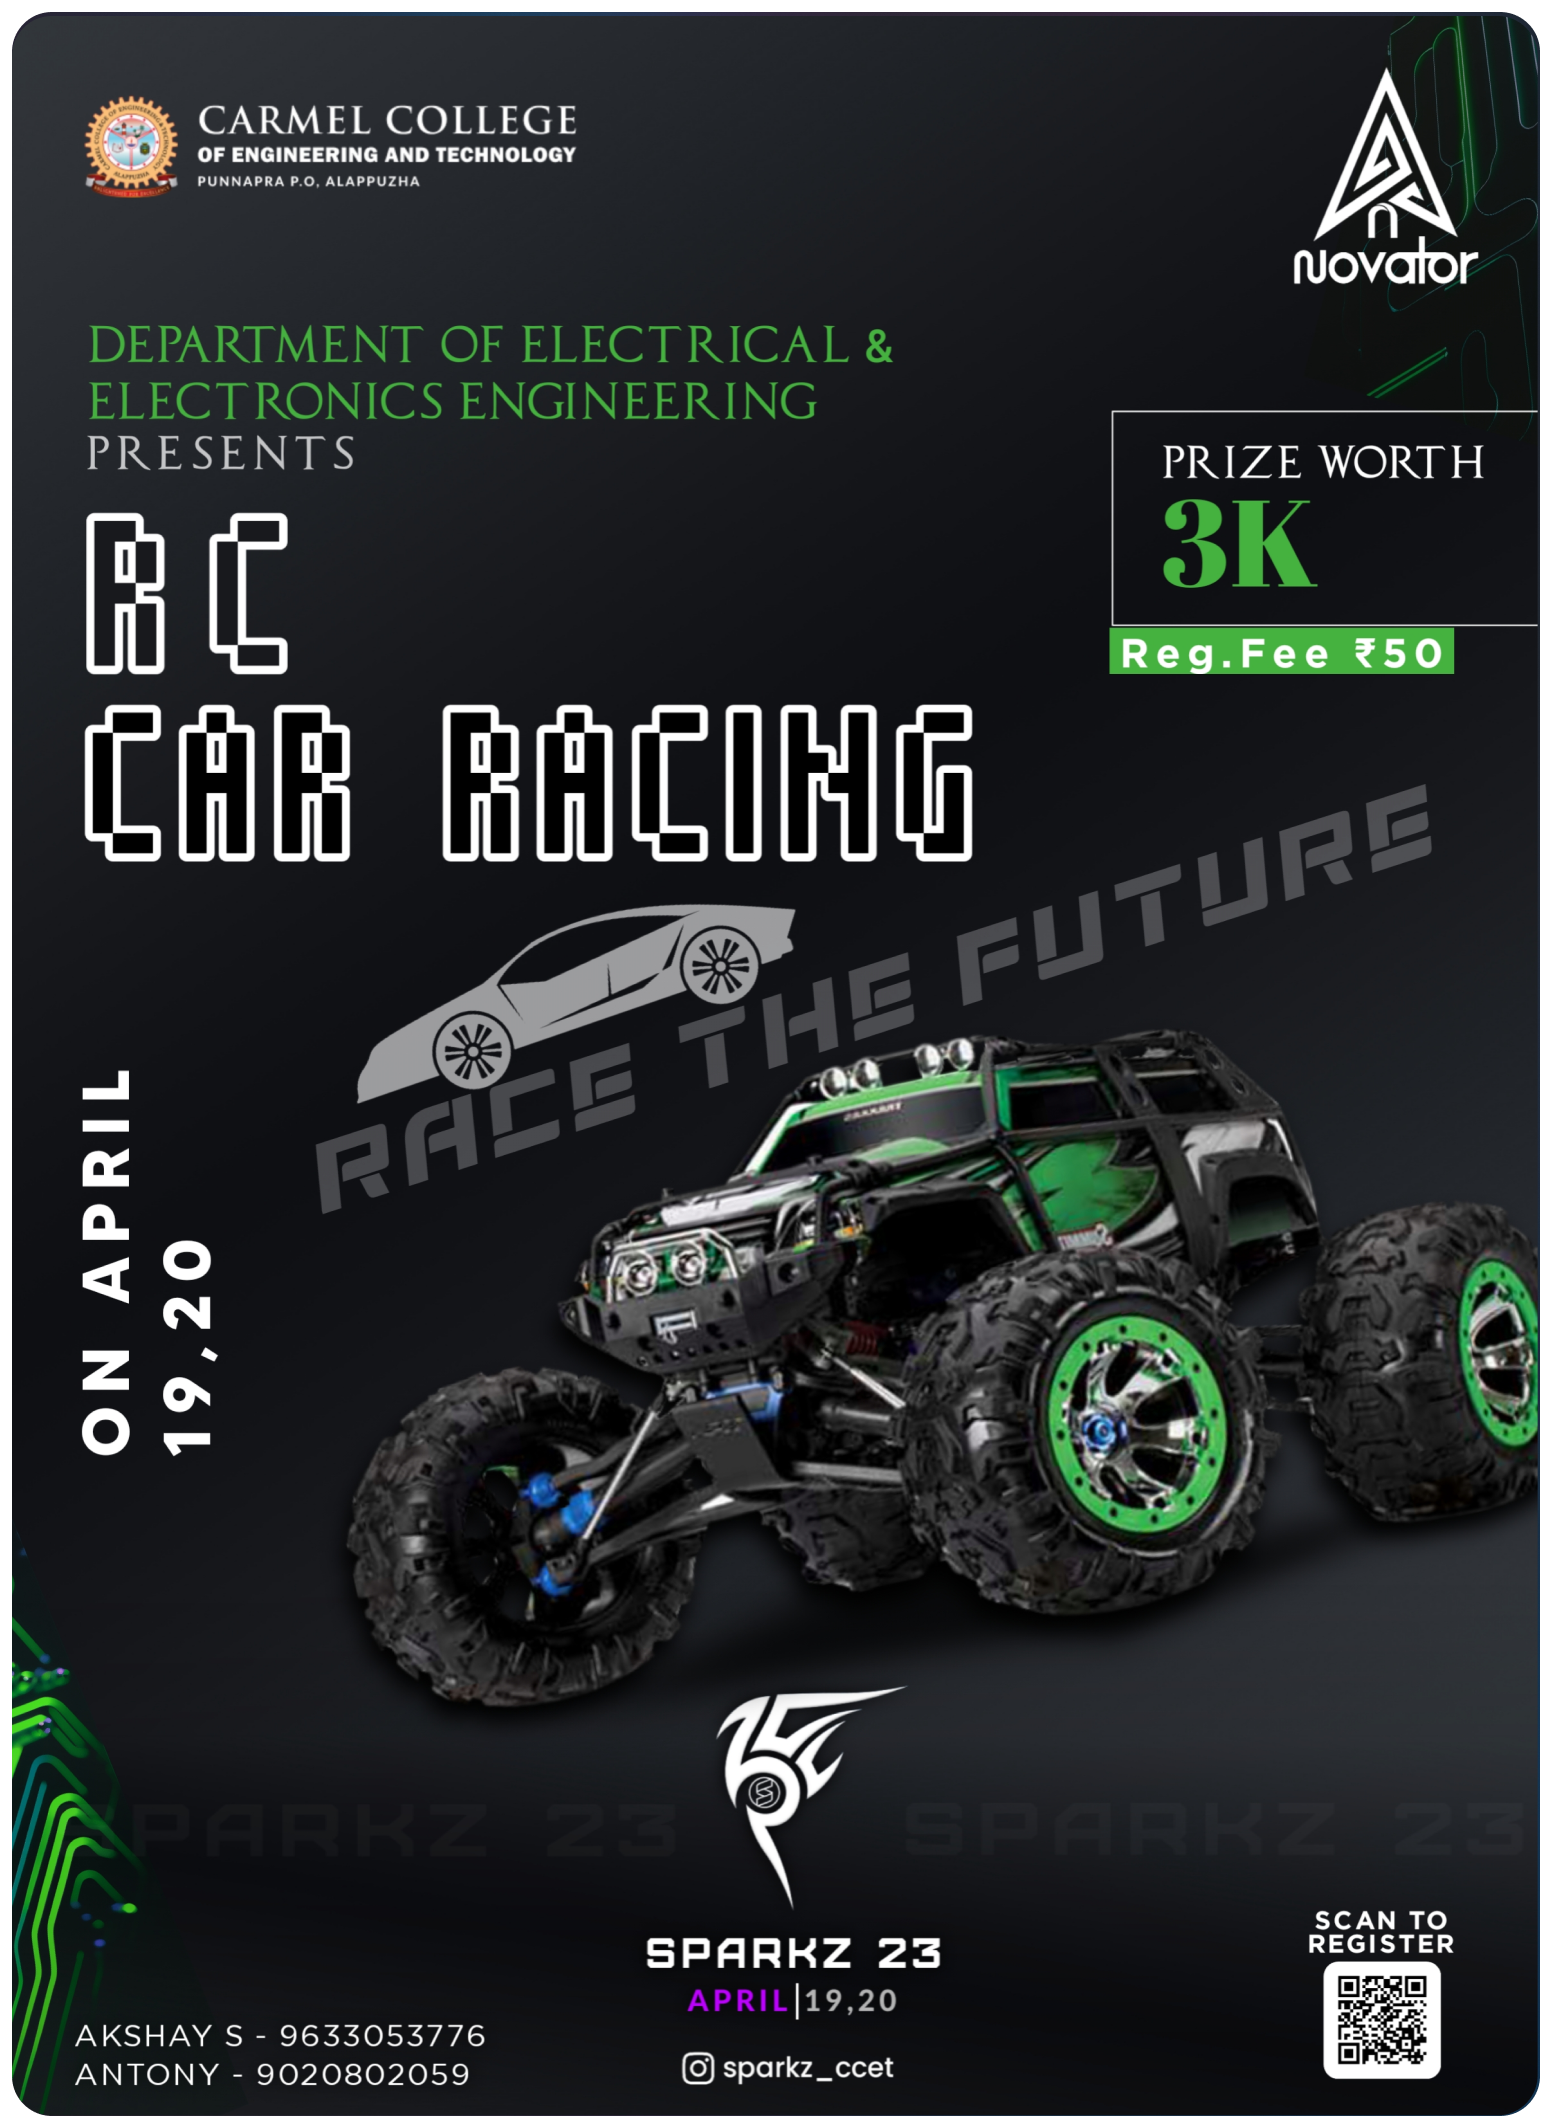 CARMEL COLLEGE
OF ENGINEERING AND TECHNOLOGY
PUNNAPRA P.O, ALAPPUZHA
Novator
DEPARTMENT OF ELECTRICAL &
ELECTRONICS ENGINEERING
PRESENTS
PRIZE WORTH
3K
Reg.Fee ₹50
RC
CAR RACING
RACE THE FUTURE
ON APRIL
19,20
SUMMIT
SPARKZ 23
SPARKZ 23
SPARKZ 23
APRIL|19,20
sparkz_ccet
SCAN TO
REGISTER
AKSHAY S - 9633053776
ANTONY - 9020802059